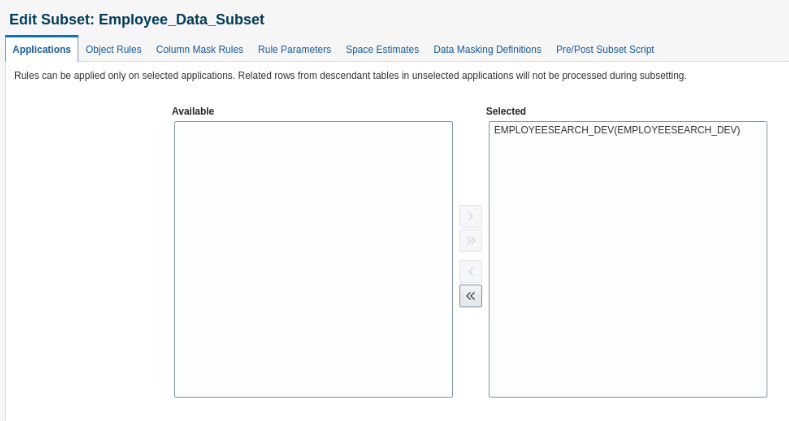 Edit Subset: Employee_Data_Subset
Applications Object Rules Column Mask Rules Rule Parameters Space Estimates Data Masking Definitions Pre/Post Subset Script
Rules can be applied only on selected applications. Related rows from descendant tables in unselected applications will not be processed during subsetting.
Available Selected
EMPLOYEESEARCH_DEV(EMPLOYEESEARCH_DEV)